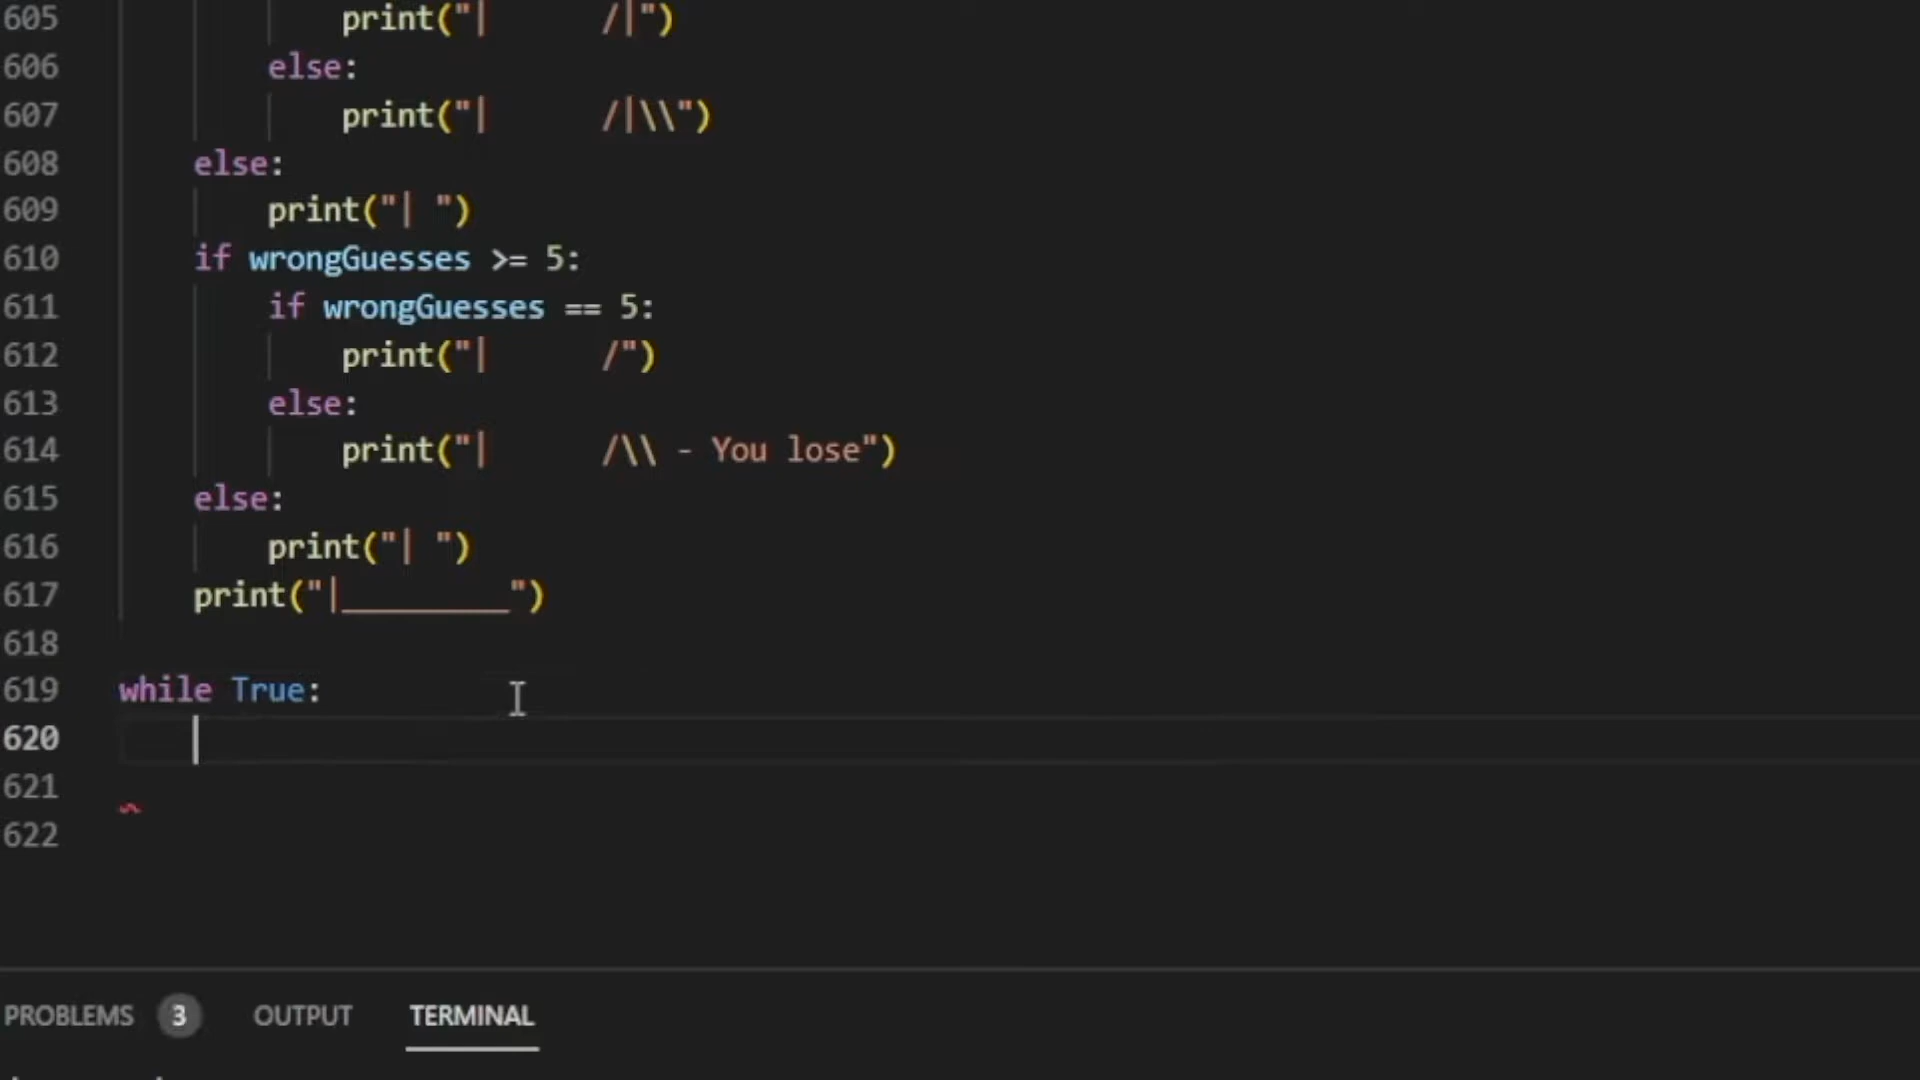 605 print("|      /|")
606 else:
607 print("|      /|\\")
608 else:
609 print("| ")
610 if wrongGuesses >= 5:
611 if wrongGuesses == 5:
612 print("|      /")
613 else:
614 print("|      /\\ - You lose")
615 else:
616 print("| ")
617 print("|_________")
618
619 while True:
620
621
622
PROBLEMS 3 OUTPUT TERMINAL